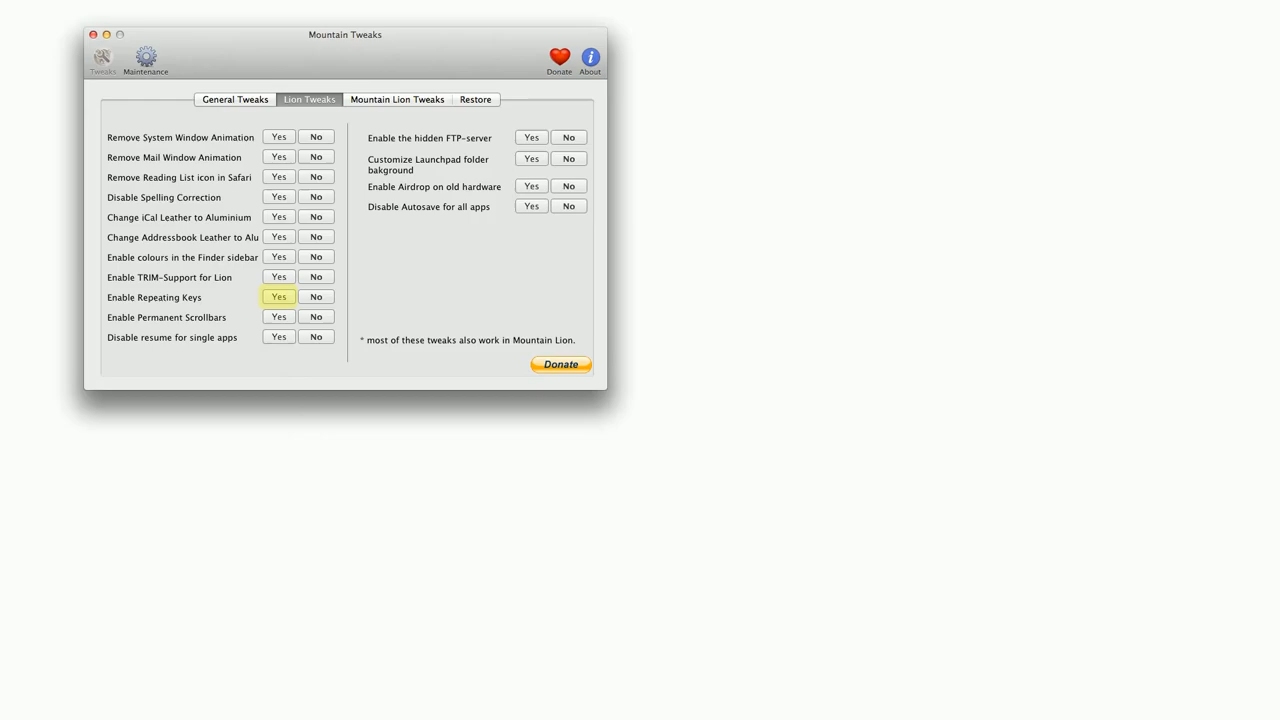 Mountain Tweaks
Tweaks Maintenance Donate About
General Tweaks Lion Tweaks Mountain Lion Tweaks Restore
Remove System Window Animation Yes No
Remove Mail Window Animation Yes No
Remove Reading List icon in Safari Yes No
Disable Spelling Correction Yes No
Change iCal Leather to Aluminium Yes No
Change Addressbook Leather to Alu Yes No
Enable colours in the Finder sidebar Yes No
Enable TRIM-Support for Lion Yes No
Enable Repeating Keys Yes No
Enable Permanent Scrollbars Yes No
Disable resume for single apps Yes No
Enable the hidden FTP-server Yes No
Customize Launchpad folder Yes No
bakground
Enable Airdrop on old hardware Yes No
Disable Autosave for all apps Yes No
* most of these tweaks also work in Mountain Lion.
Donate